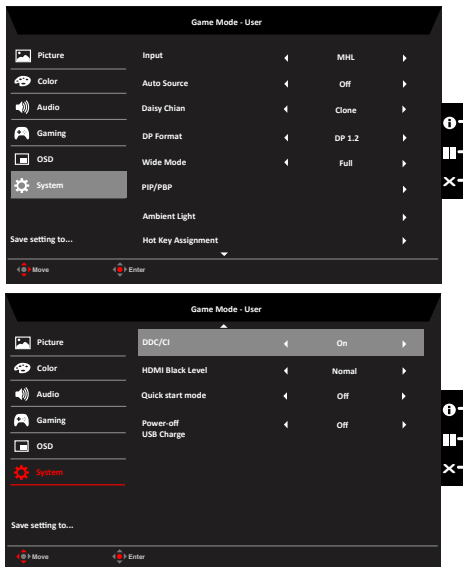 Game Mode - User
Picture
Color
Audio
Gaming
OSD
System
Save setting to...
Input MHL
Auto Source Off
Daisy Chian Clone
DP Format DP 1.2
Wide Mode Full
PIP/PBP
Ambient Light
Hot Key Assignment
Move Enter
Game Mode - User
Picture
Color
Audio
Gaming
OSD
System
Save setting to...
DDC/CI On
HDMI Black Level Nomal
Quick start mode Off
Power-off Off
USB Charge
Move Enter